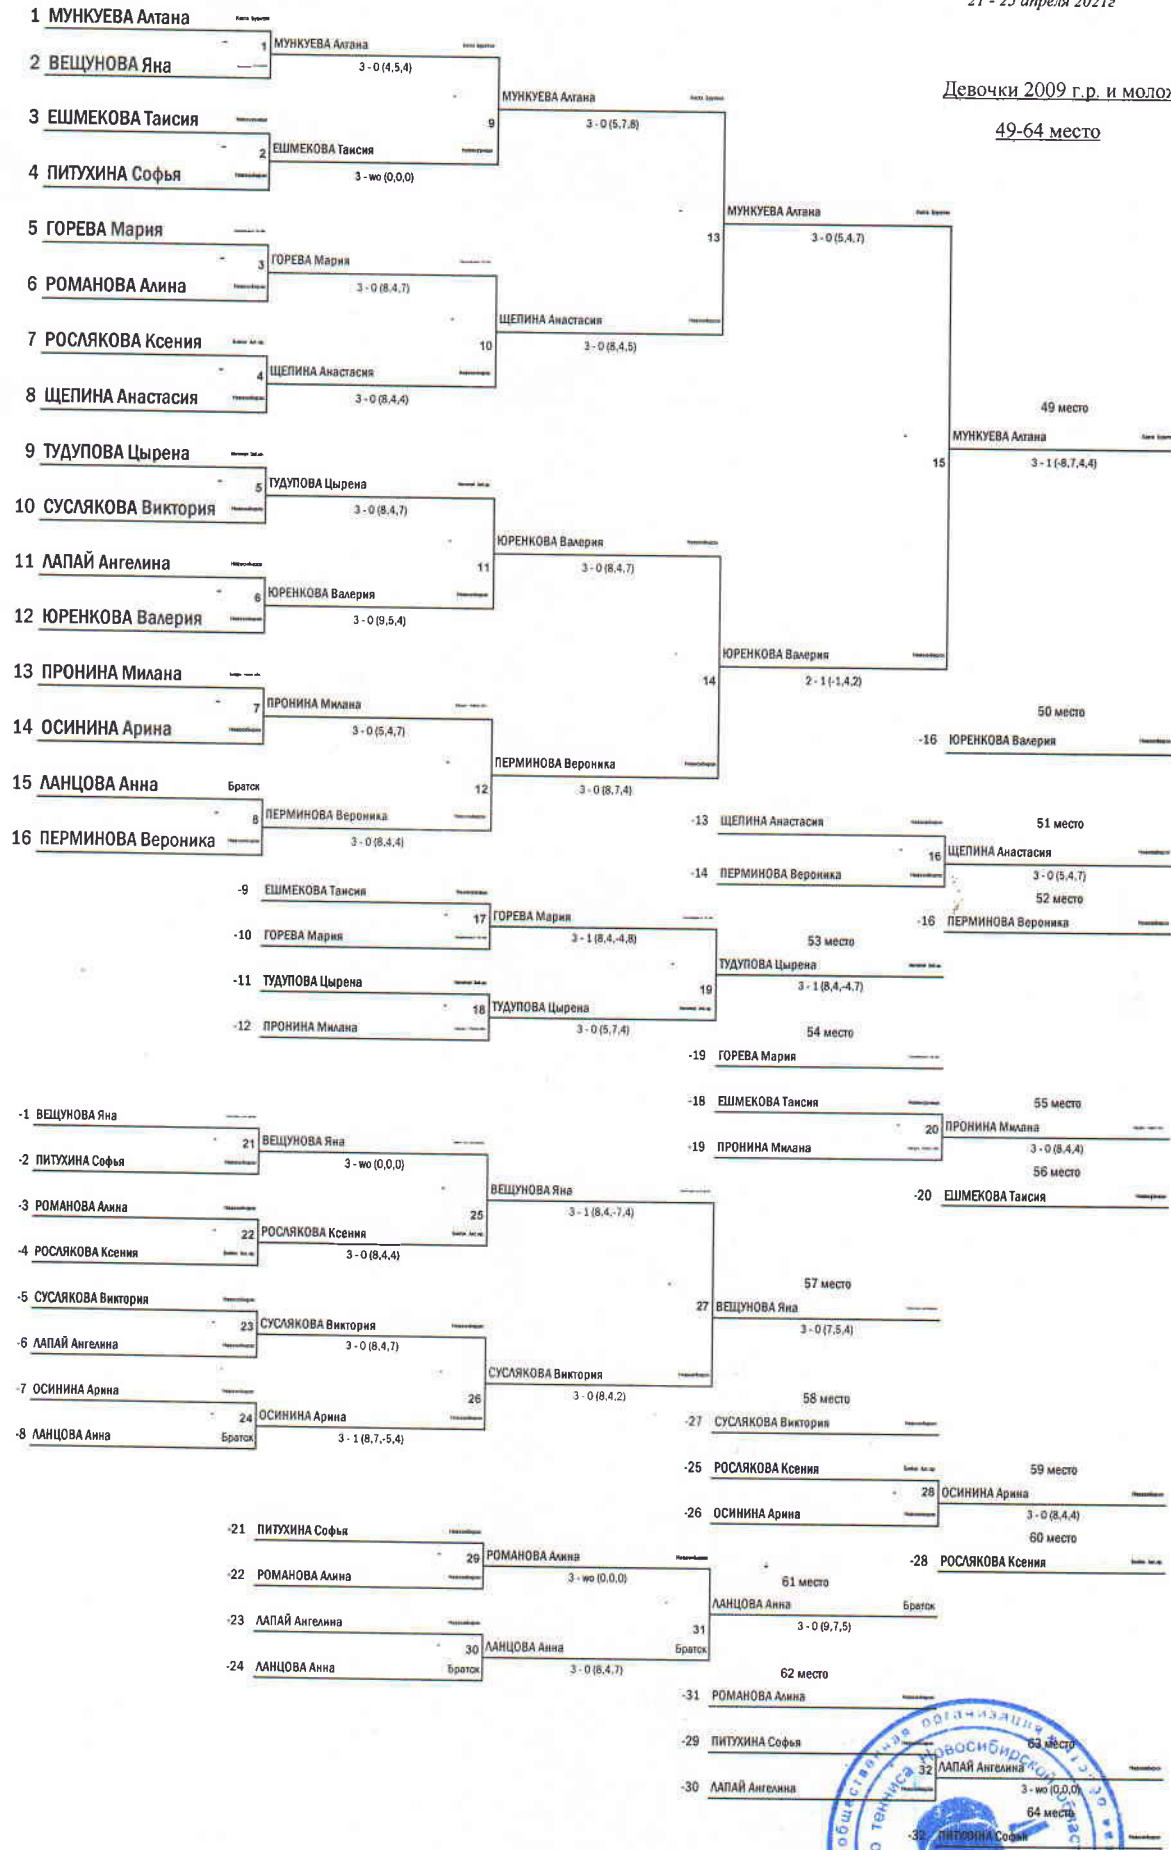 21 - 25 апреля 2021г
Девочки 2009 г.р. и молож
49-64 место
1 МУНКУЕВА Алтана
1 МУНКУЕВА Алтана
2 ВЕЩУНОВА Яна
3 - 0 (4,5,4)
МУНКУЕВА Алтана
9
3 - 0 (5,7,8)
3 ЕШМЕКОВА Таисия
2 ЕШМЕКОВА Таисия
4 ПИТУХИНА Софья
3 - wo (0,0,0)
МУНКУЕВА Алтана
13
3 - 0 (5,4,7)
5 ГОРЕВА Мария
3 ГОРЕВА Мария
6 РОМАНОВА Алина
3 - 0 (8,4,7)
ЩЕПИНА Анастасия
10
3 - 0 (8,4,5)
7 РОСЛЯКОВА Ксения
4 ЩЕПИНА Анастасия
8 ЩЕПИНА Анастасия
3 - 0 (8,4,4)
49 место
МУНКУЕВА Алтана
15
3 - 1 (-8,7,4,4)
9 ТУДУПОВА Цырена
5 ТУДУПОВА Цырена
10 СУСЛЯКОВА Виктория
3 - 0 (8,4,7)
ЮРЕНКОВА Валерия
11
3 - 0 (8,4,7)
11 ЛАПАЙ Ангелина
6 ЮРЕНКОВА Валерия
12 ЮРЕНКОВА Валерия
3 - 0 (9,5,4)
ЮРЕНКОВА Валерия
14
2 - 1 (-1,4,2)
13 ПРОНИНА Милана
7 ПРОНИНА Милана
14 ОСИНИНА Арина
3 - 0 (5,4,7)
50 место
-16 ЮРЕНКОВА Валерия
ПЕРМИНОВА Вероника
12
3 - 0 (8,7,4)
15 ЛАНЦОВА Анна Братск
8 ПЕРМИНОВА Вероника
16 ПЕРМИНОВА Вероника
3 - 0 (8,4,4)
-13 ЩЕПИНА Анастасия
51 место
16 ЩЕПИНА Анастасия
-14 ПЕРМИНОВА Вероника
3 - 0 (5,4,7)
52 место
-16 ПЕРМИНОВА Вероника
-9 ЕШМЕКОВА Таисия
17 ГОРЕВА Мария
-10 ГОРЕВА Мария
3 - 1 (8,4,-4,8)
53 место
ТУДУПОВА Цырена
19
3 - 1 (8,4,-4,7)
-11 ТУДУПОВА Цырена
18 ТУДУПОВА Цырена
-12 ПРОНИНА Милана
3 - 0 (5,7,4)
54 место
-19 ГОРЕВА Мария
-18 ЕШМЕКОВА Таисия
55 место
20 ПРОНИНА Милана
-19 ПРОНИНА Милана
3 - 0 (8,4,4)
56 место
-20 ЕШМЕКОВА Таисия
-1 ВЕЩУНОВА Яна
21 ВЕЩУНОВА Яна
-2 ПИТУХИНА Софья
3 - wo (0,0,0)
ВЕЩУНОВА Яна
25
3 - 1 (8,4,-7,4)
-3 РОМАНОВА Алина
22 РОСЛЯКОВА Ксения
-4 РОСЛЯКОВА Ксения
3 - 0 (8,4,4)
57 место
27 ВЕЩУНОВА Яна
3 - 0 (7,5,4)
-5 СУСЛЯКОВА Виктория
23 СУСЛЯКОВА Виктория
-6 ЛАПАЙ Ангелина
3 - 0 (8,4,7)
СУСЛЯКОВА Виктория
26
3 - 0 (8,4,2)
-7 ОСИНИНА Арина
24 ОСИНИНА Арина
-8 ЛАНЦОВА Анна Братск
3 - 1 (8,7,-5,4)
58 место
-27 СУСЛЯКОВА Виктория
-25 РОСЛЯКОВА Ксения
59 место
28 ОСИНИНА Арина
-26 ОСИНИНА Арина
3 - 0 (8,4,4)
60 место
-28 РОСЛЯКОВА Ксения
-21 ПИТУХИНА Софья
29 РОМАНОВА Алина
-22 РОМАНОВА Алина
3 - wo (0,0,0)
61 место
ЛАНЦОВА Анна Братск
31
3 - 0 (9,7,5)
-23 ЛАПАЙ Ангелина
30 ЛАНЦОВА Анна Братск
-24 ЛАНЦОВА Анна Братск
3 - 0 (8,4,7)
62 место
-31 РОМАНОВА Алина
-29 ПИТУХИНА Софья
63 место
32 ЛАПАЙ Ангелина
-30 ЛАПАЙ Ангелина
3 - wo (0,0,0)
64 место
-32 ПИТУХИНА Софья
общественная организация
тенниса Новосибирской област